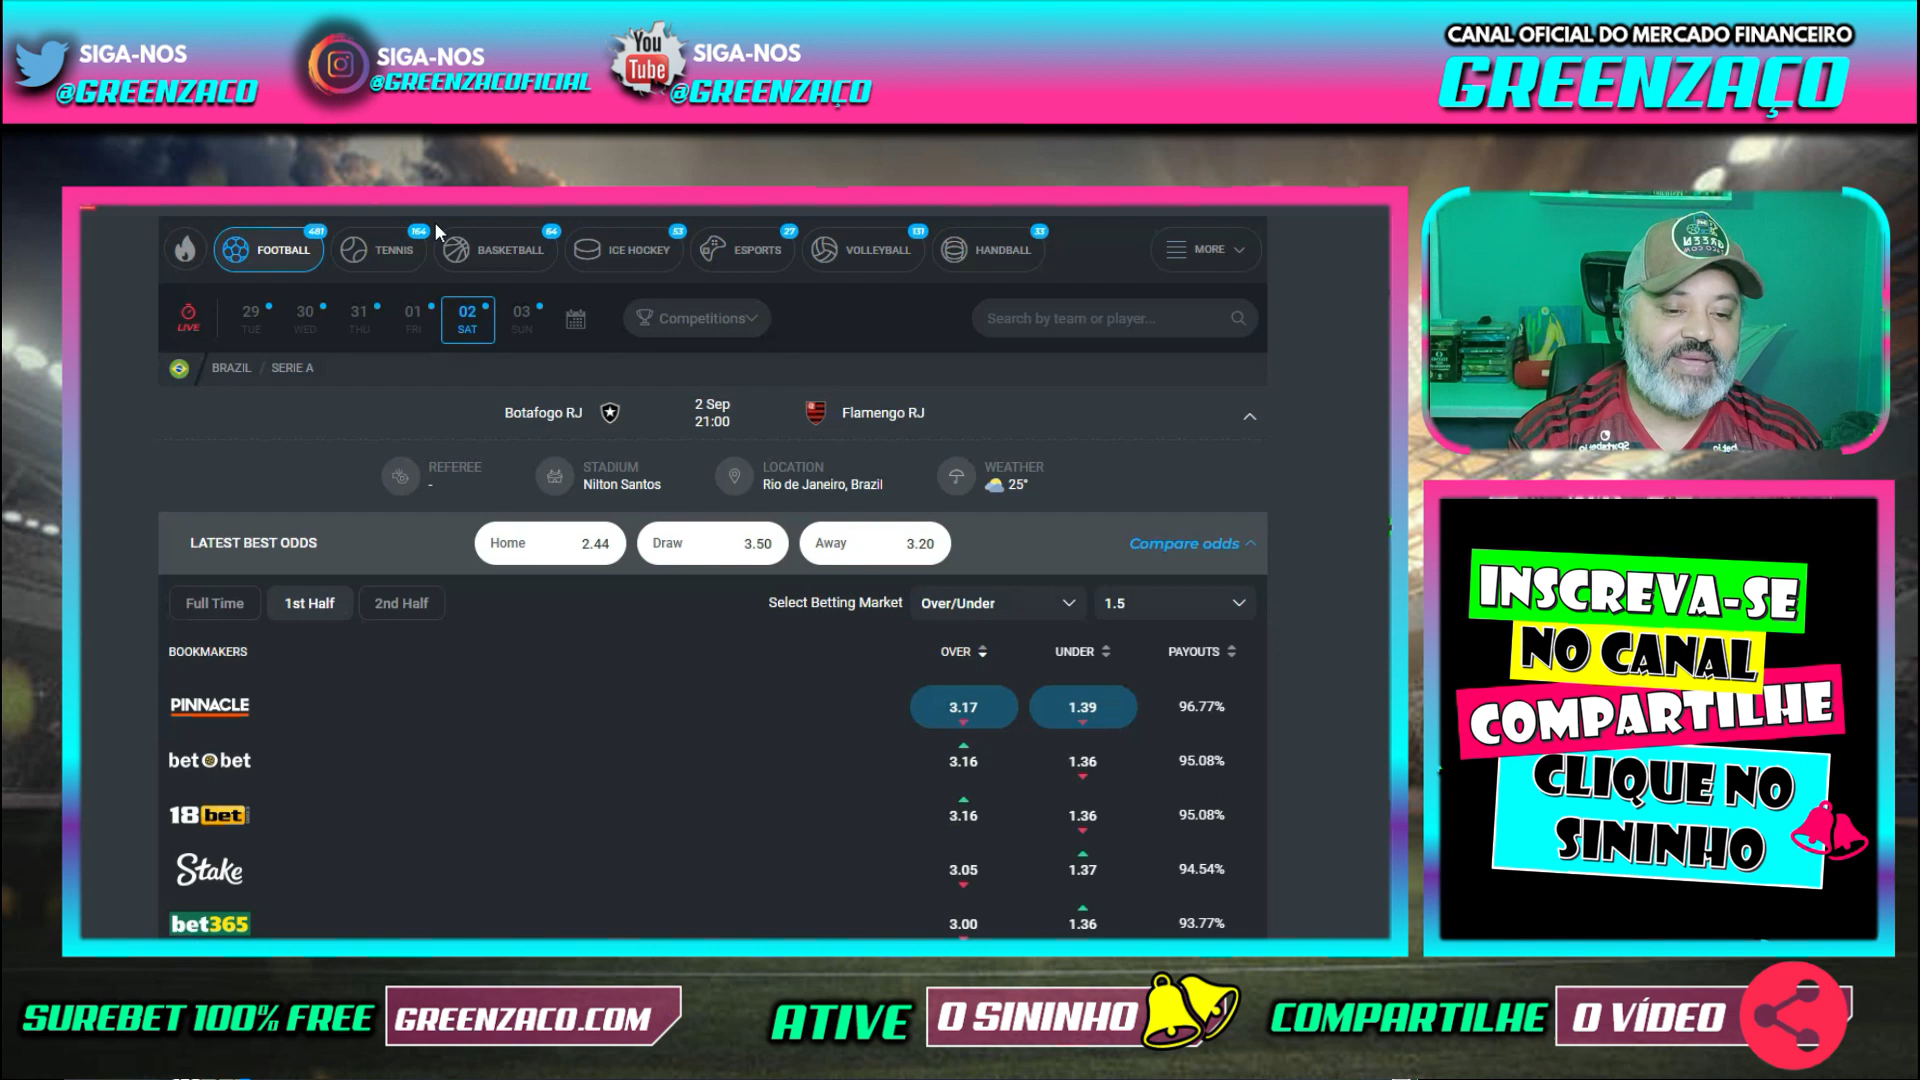 SIGA-NOS
@GREENZACO
SIGA-NOS
@GREENZACOFICIAL
You
Tube
SIGA-NOS
@GREENZAÇO
CANAL OFICIAL DO MERCADO FINANCEIRO
GREENZAÇO
FOOTBALL 481
TENNIS 164
BASKETBALL 64
ICE HOCKEY 53
ESPORTS 27
VOLLEYBALL 131
HANDBALL 33
MORE
LIVE
29 TUE
30 WED
31 THU
01 FRI
02 SAT
03 SUN
Competitions
Search by team or player...
BRAZIL / SERIE A
Botafogo RJ
2 Sep
21:00
Flamengo RJ
REFEREE
-
STADIUM
Nilton Santos
LOCATION
Rio de Janeiro, Brazil
WEATHER
25°
LATEST BEST ODDS
Home 2.44
Draw 3.50
Away 3.20
Compare odds
Full Time
1st Half
2nd Half
Select Betting Market
Over/Under
1.5
BOOKMAKERS OVER UNDER PAYOUTS
PINNACLE 3.17 1.39 96.77%
bet bet 3.16 1.36 95.08%
18bet 3.16 1.36 95.08%
Stake 3.05 1.37 94.54%
bet365 3.00 1.36 93.77%
INSCREVA-SE
NO CANAL
COMPARTILHE
CLIQUE NO
SININHO
SUREBET 100% FREE
GREENZACO.COM
ATIVE
O SININHO
COMPARTILHE
O VÍDEO